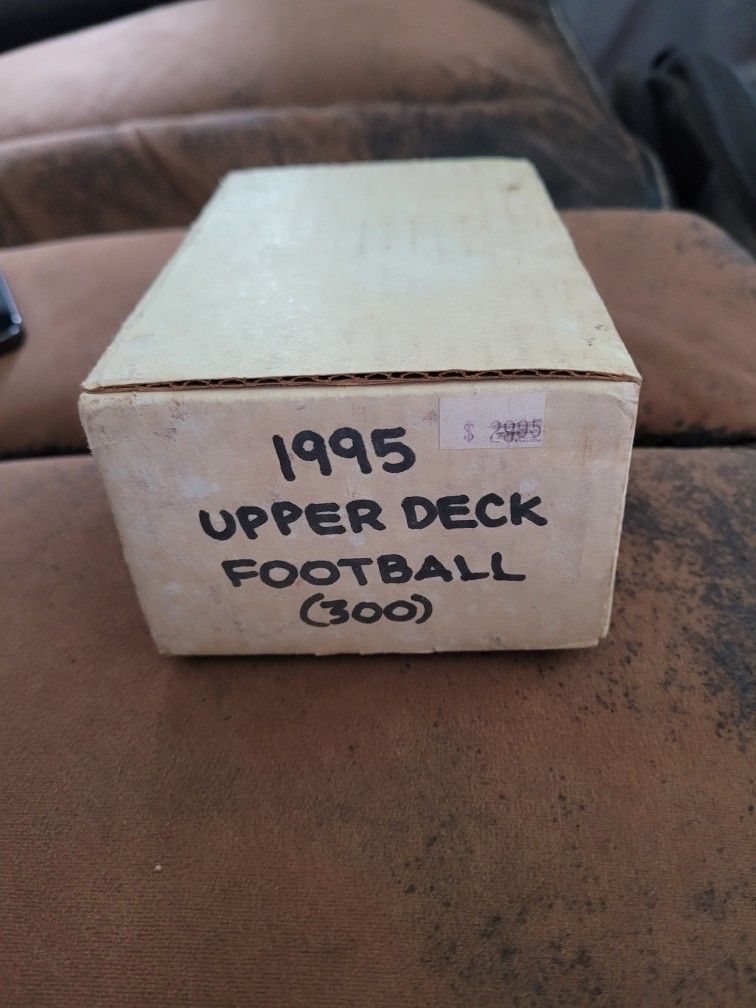 1995
$ 2995
UPPER DECK
FOOTBALL
(300)